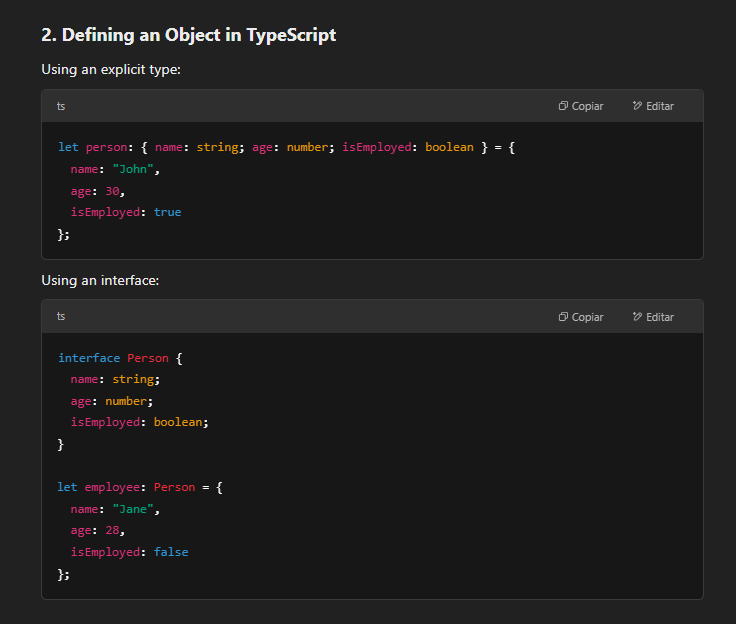 2. Defining an Object in TypeScript
Using an explicit type:
ts Copiar Editar
let person: { name: string; age: number; isEmployed: boolean } = {
  name: "John",
  age: 30,
  isEmployed: true
};
Using an interface:
ts Copiar Editar
interface Person {
  name: string;
  age: number;
  isEmployed: boolean;
}
let employee: Person = {
  name: "Jane",
  age: 28,
  isEmployed: false
};